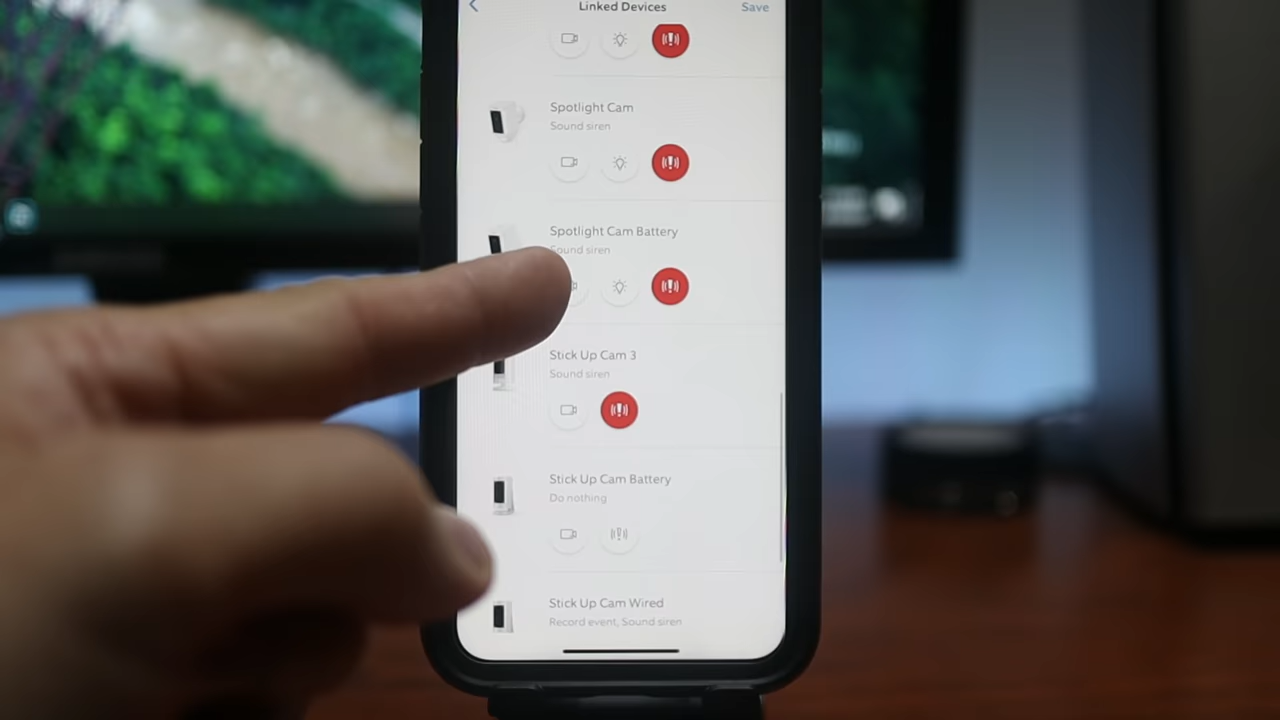 Linked Devices
Save
Spotlight Cam
Sound siren
Spotlight Cam Battery
Sound siren
Stick Up Cam 3
Sound siren
Stick Up Cam Battery
Do nothing
Stick Up Cam Wired
Record event, Sound siren